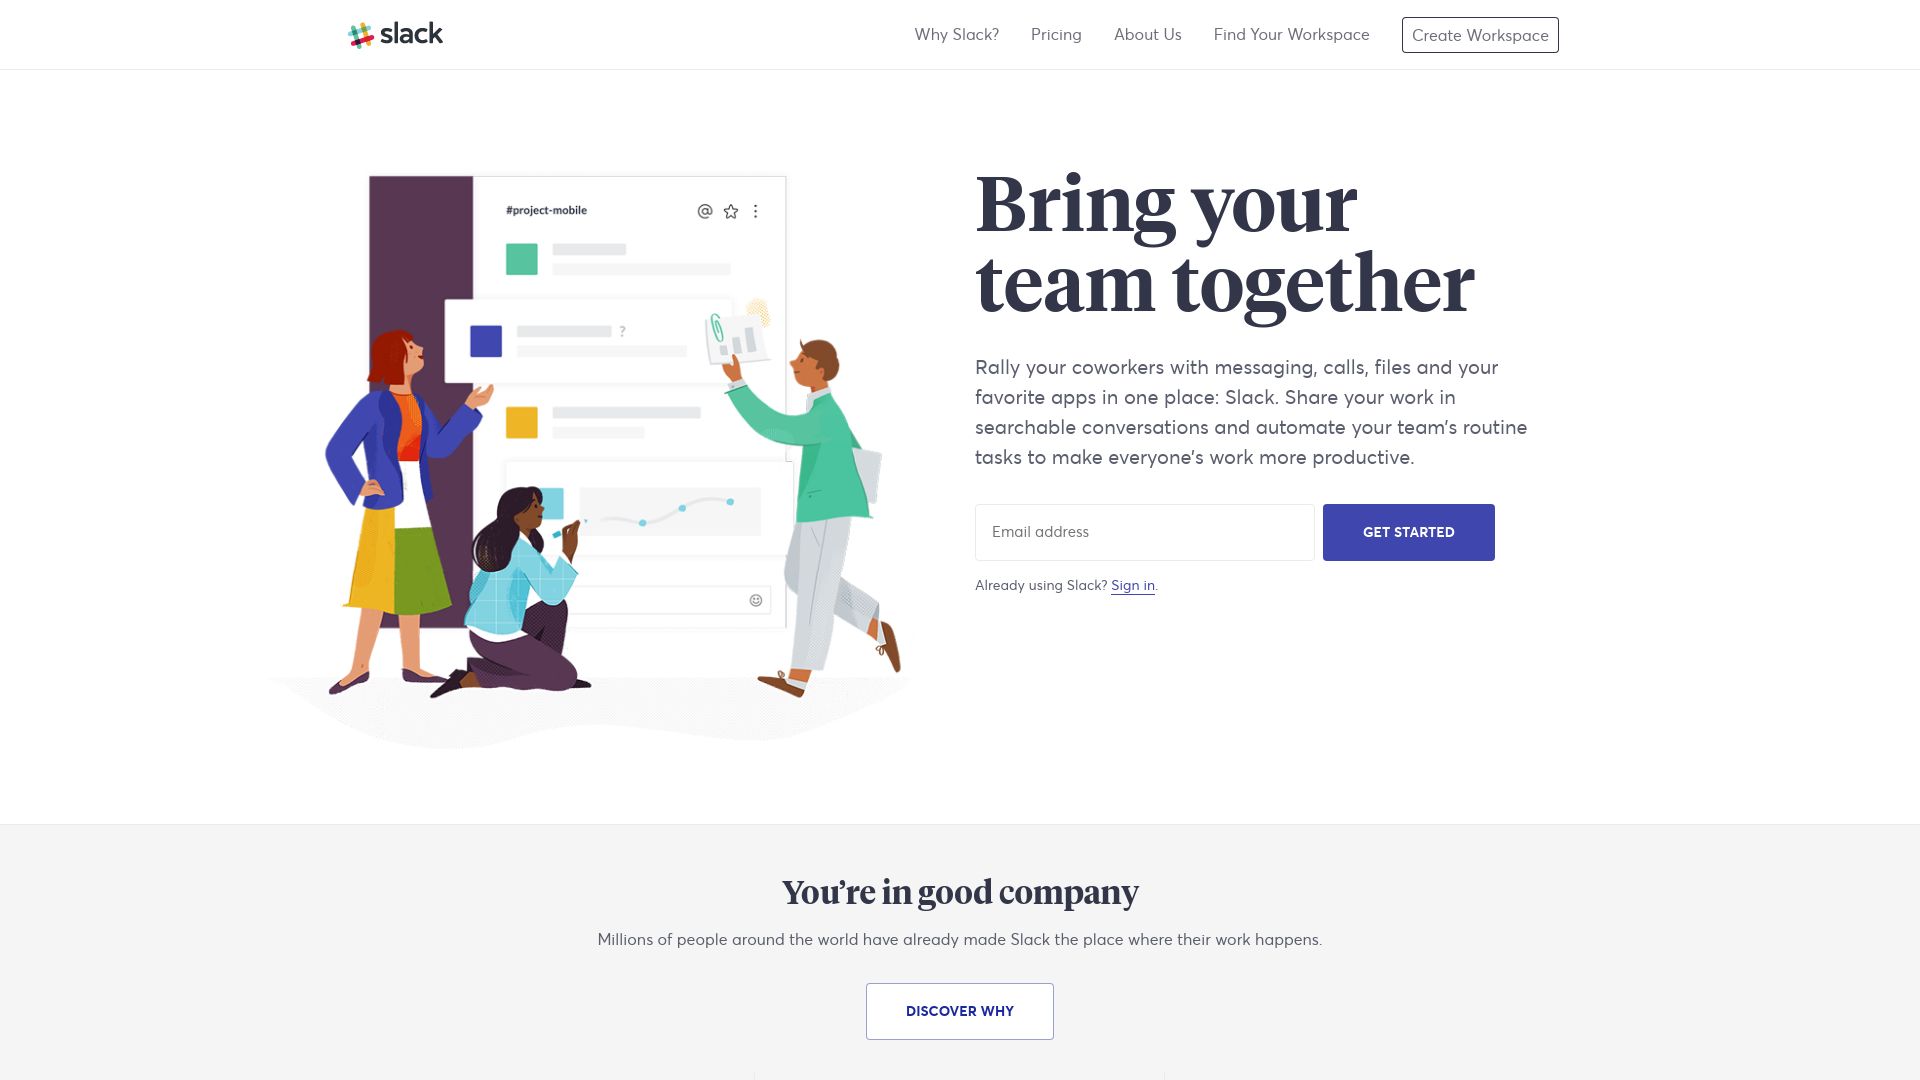 slack
Why Slack?
Pricing
About Us
Find Your Workspace
Create Workspace
#project-mobile
?
Bring your
team together
Rally your coworkers with messaging, calls, files and your
favorite apps in one place: Slack. Share your work in
searchable conversations and automate your team’s routine
tasks to make everyone’s work more productive.
Email address
GET STARTED
Already using Slack? Sign in.
You’re in good company
Millions of people around the world have already made Slack the place where their work happens.
DISCOVER WHY